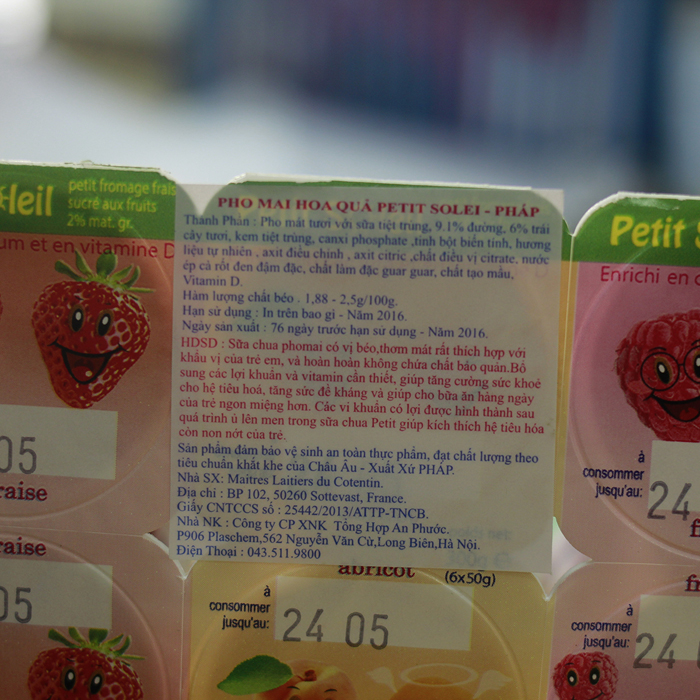 leil
petit fromage frais
sucré aux fruits
2% mat. gr.
um et en vitamine D
05
raise
raise
05
PHO MAI HOA QUẢ PETIT SOLEI - PHÁP
Thành Phần : Pho mát tươi với sữa tiệt trùng, 9.1% đường, 6% trái
cây tươi, kem tiệt trùng, canxi phosphate ,tinh bột biến tính, hương
liệu tự nhiên , axit điều chỉnh , axit citric ,chất điều vị citrate, nước
ép cà rốt đen đậm đặc, chất làm đặc guar guar, chất tạo mầu,
Vitamin D.
Hàm lượng chất béo . 1,88 - 2,5g/100g.
Hạn sử dụng : In trên bao gì - Năm 2016.
Ngày sản xuất : 76 ngày trước hạn sử dụng - Năm 2016.
HDSD : Sữa chua phomai có vị béo,thơm mát rất thích hợp với
khẩu vị của trẻ em, và hoàn hoàn không chứa chất bảo quản.Bổ
sung các lợi khuẩn và vitamin cần thiết, giúp tăng cường sức khoẻ
cho hệ tiêu hoá, tăng sức đề kháng và giúp cho bữa ăn hàng ngày
của trẻ ngon miệng hơn. Các vi khuẩn có lợi được hình thành sau
quá trình ủ lên men trong sữa chua Petit giúp kích thích hệ tiêu hóa
còn non nớt của trẻ.
Sản phẩm đảm bảo vệ sinh an toàn thực phẩm, đạt chất lượng theo
tiêu chuẩn khắt khe của Châu Âu - Xuất Xứ PHÁP.
Nhà SX: Maitres Laitiers du Cotentin.
Địa chỉ : BP 102, 50260 Sottevast, France.
Giấy CNTCCS số : 25442/2013/ATTP-TNCB.
Nhà NK : Công ty CP XNK Tổng Hợp An Phước.
P906 Plaschem,562 Nguyễn Văn Cừ,Long Biên,Hà Nội.
Điện Thoại : 043.511.9800
abricot
(6x50g)
à
consommer
jusqu'au:
24 05
Petit S
Enrichi en c
à
consommer
jusqu'au:
24
f
fr
à
consommer
jusqu'au:
24